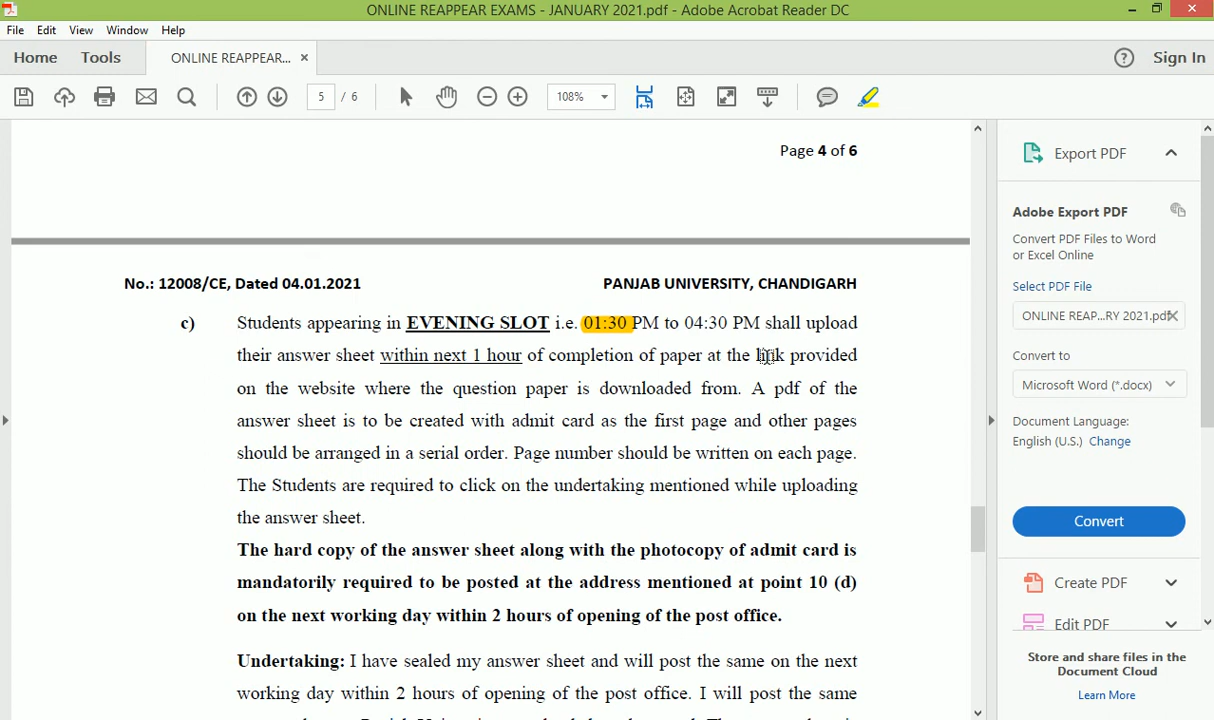 ONLINE REAPPEAR EXAMS - JANUARY 2021.pdf - Adobe Acrobat Reader DC
File Edit View Window Help
Home Tools ONLINE REAPPEAR... × Sign In
5 / 6 108%
Page 4 of 6
No.: 12008/CE, Dated 04.01.2021 PANJAB UNIVERSITY, CHANDIGARH
c) Students appearing in EVENING SLOT i.e. 01:30 PM to 04:30 PM shall upload
their answer sheet within next 1 hour of completion of paper at the link provided
on the website where the question paper is downloaded from. A pdf of the
answer sheet is to be created with admit card as the first page and other pages
should be arranged in a serial order. Page number should be written on each page.
The Students are required to click on the undertaking mentioned while uploading
the answer sheet.
The hard copy of the answer sheet along with the photocopy of admit card is
mandatorily required to be posted at the address mentioned at point 10 (d)
on the next working day within 2 hours of opening of the post office.
Undertaking: I have sealed my answer sheet and will post the same on the next
working day within 2 hours of opening of the post office. I will post the same
Export PDF
Adobe Export PDF
Convert PDF Files to Word
or Excel Online
Select PDF File
ONLINE REAP...RY 2021.pdf
Convert to
Microsoft Word (*.docx)
Document Language:
English (U.S.) Change
Convert
Create PDF
Edit PDF
Store and share files in the
Document Cloud
Learn More